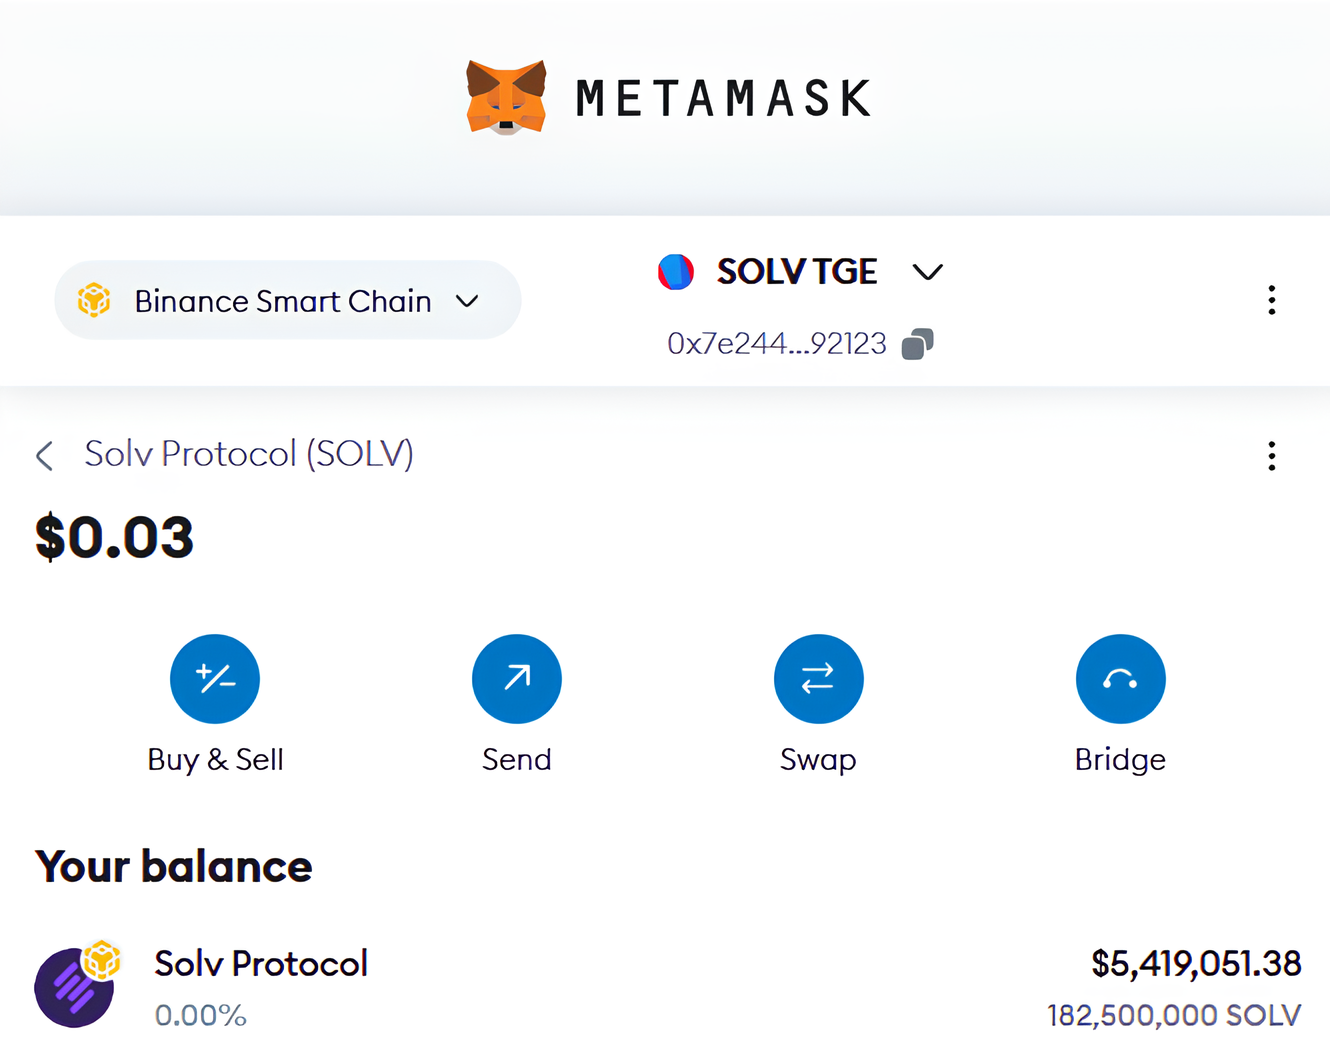 METAMASK
Binance Smart Chain
SOLV TGE
0x7e244...92123
Solv Protocol (SOLV)
$0.03
Buy & Sell
Send
Swap
Bridge
Your balance
Solv Protocol
$5,419,051.38
0.00%
182,500,000 SOLV